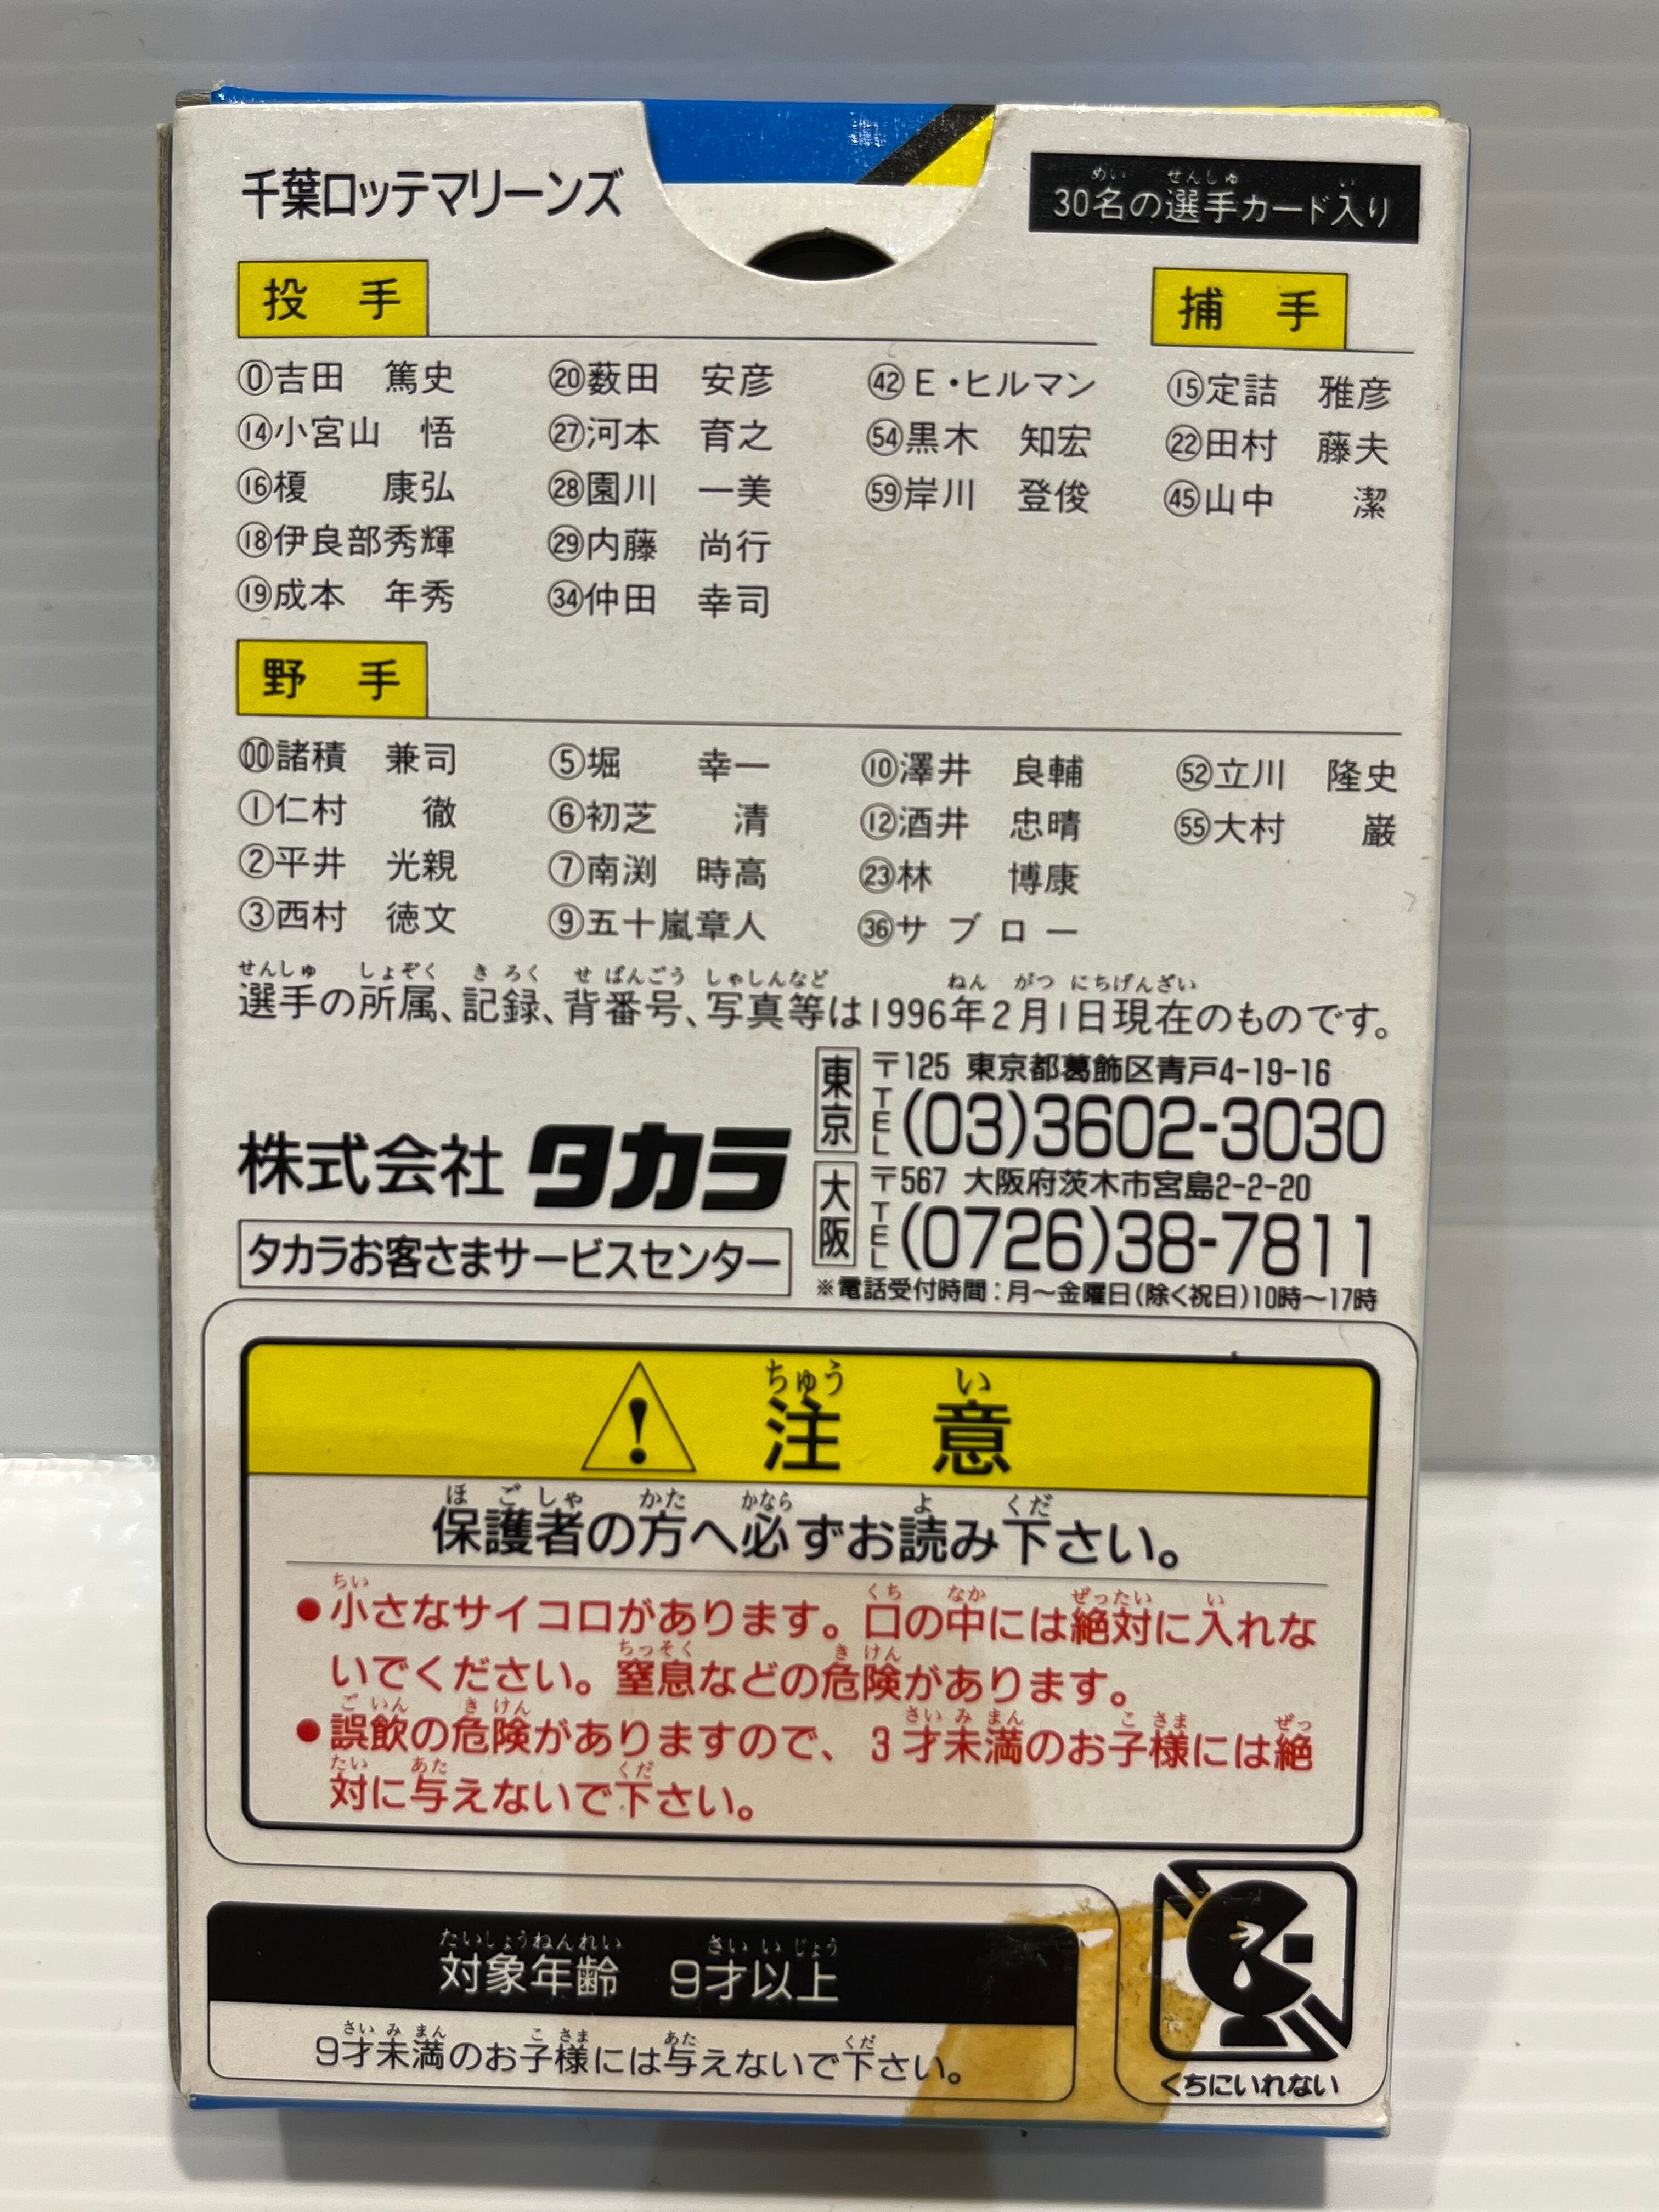 千葉ロッテマリーンズ
30名の選手カード入り
投手
⓪吉田 篤史
⑭小宮山 悟
⑯榎 康弘
⑱伊良部秀輝
⑲成本 年秀
⑳薮田 安彦
㉗河本 育之
㉘園川 一美
㉙内藤 尚行
㉞仲田 幸司
㊷E・ヒルマン
54黒木 知宏
59岸川 登俊
捕手
⑮定詰 雅彦
㉒田村 藤夫
㊺山中 潔
野手
00諸積 兼司
①仁村 徹
②平井 光親
③西村 徳文
⑤堀 幸一
⑥初芝 清
⑦南渕 時高
⑨五十嵐章人
⑩澤井 良輔
⑫酒井 忠晴
㉓林 博康
㊱サブロー
52立川 隆史
55大村 巌
選手の所属、記録、背番号、写真等は1996年2月1日現在のものです。
株式会社 タカラ
タカラお客さまサービスセンター
東京
〒125 東京都葛飾区青戸4-19-16
TEL (03)3602-3030
大阪
〒567 大阪府茨木市宮島2-2-20
TEL (0726)38-7811
※電話受付時間:月〜金曜日(除く祝日)10時〜17時
注意
保護者の方へ必ずお読み下さい。
●小さなサイコロがあります。口の中には絶対に入れな
いでください。窒息などの危険があります。
●誤飲の危険がありますので、3才未満のお子様には絶
対に与えないで下さい。
対象年齢 9才以上
9才未満のお子様には与えないで下さい。
くちにいれない